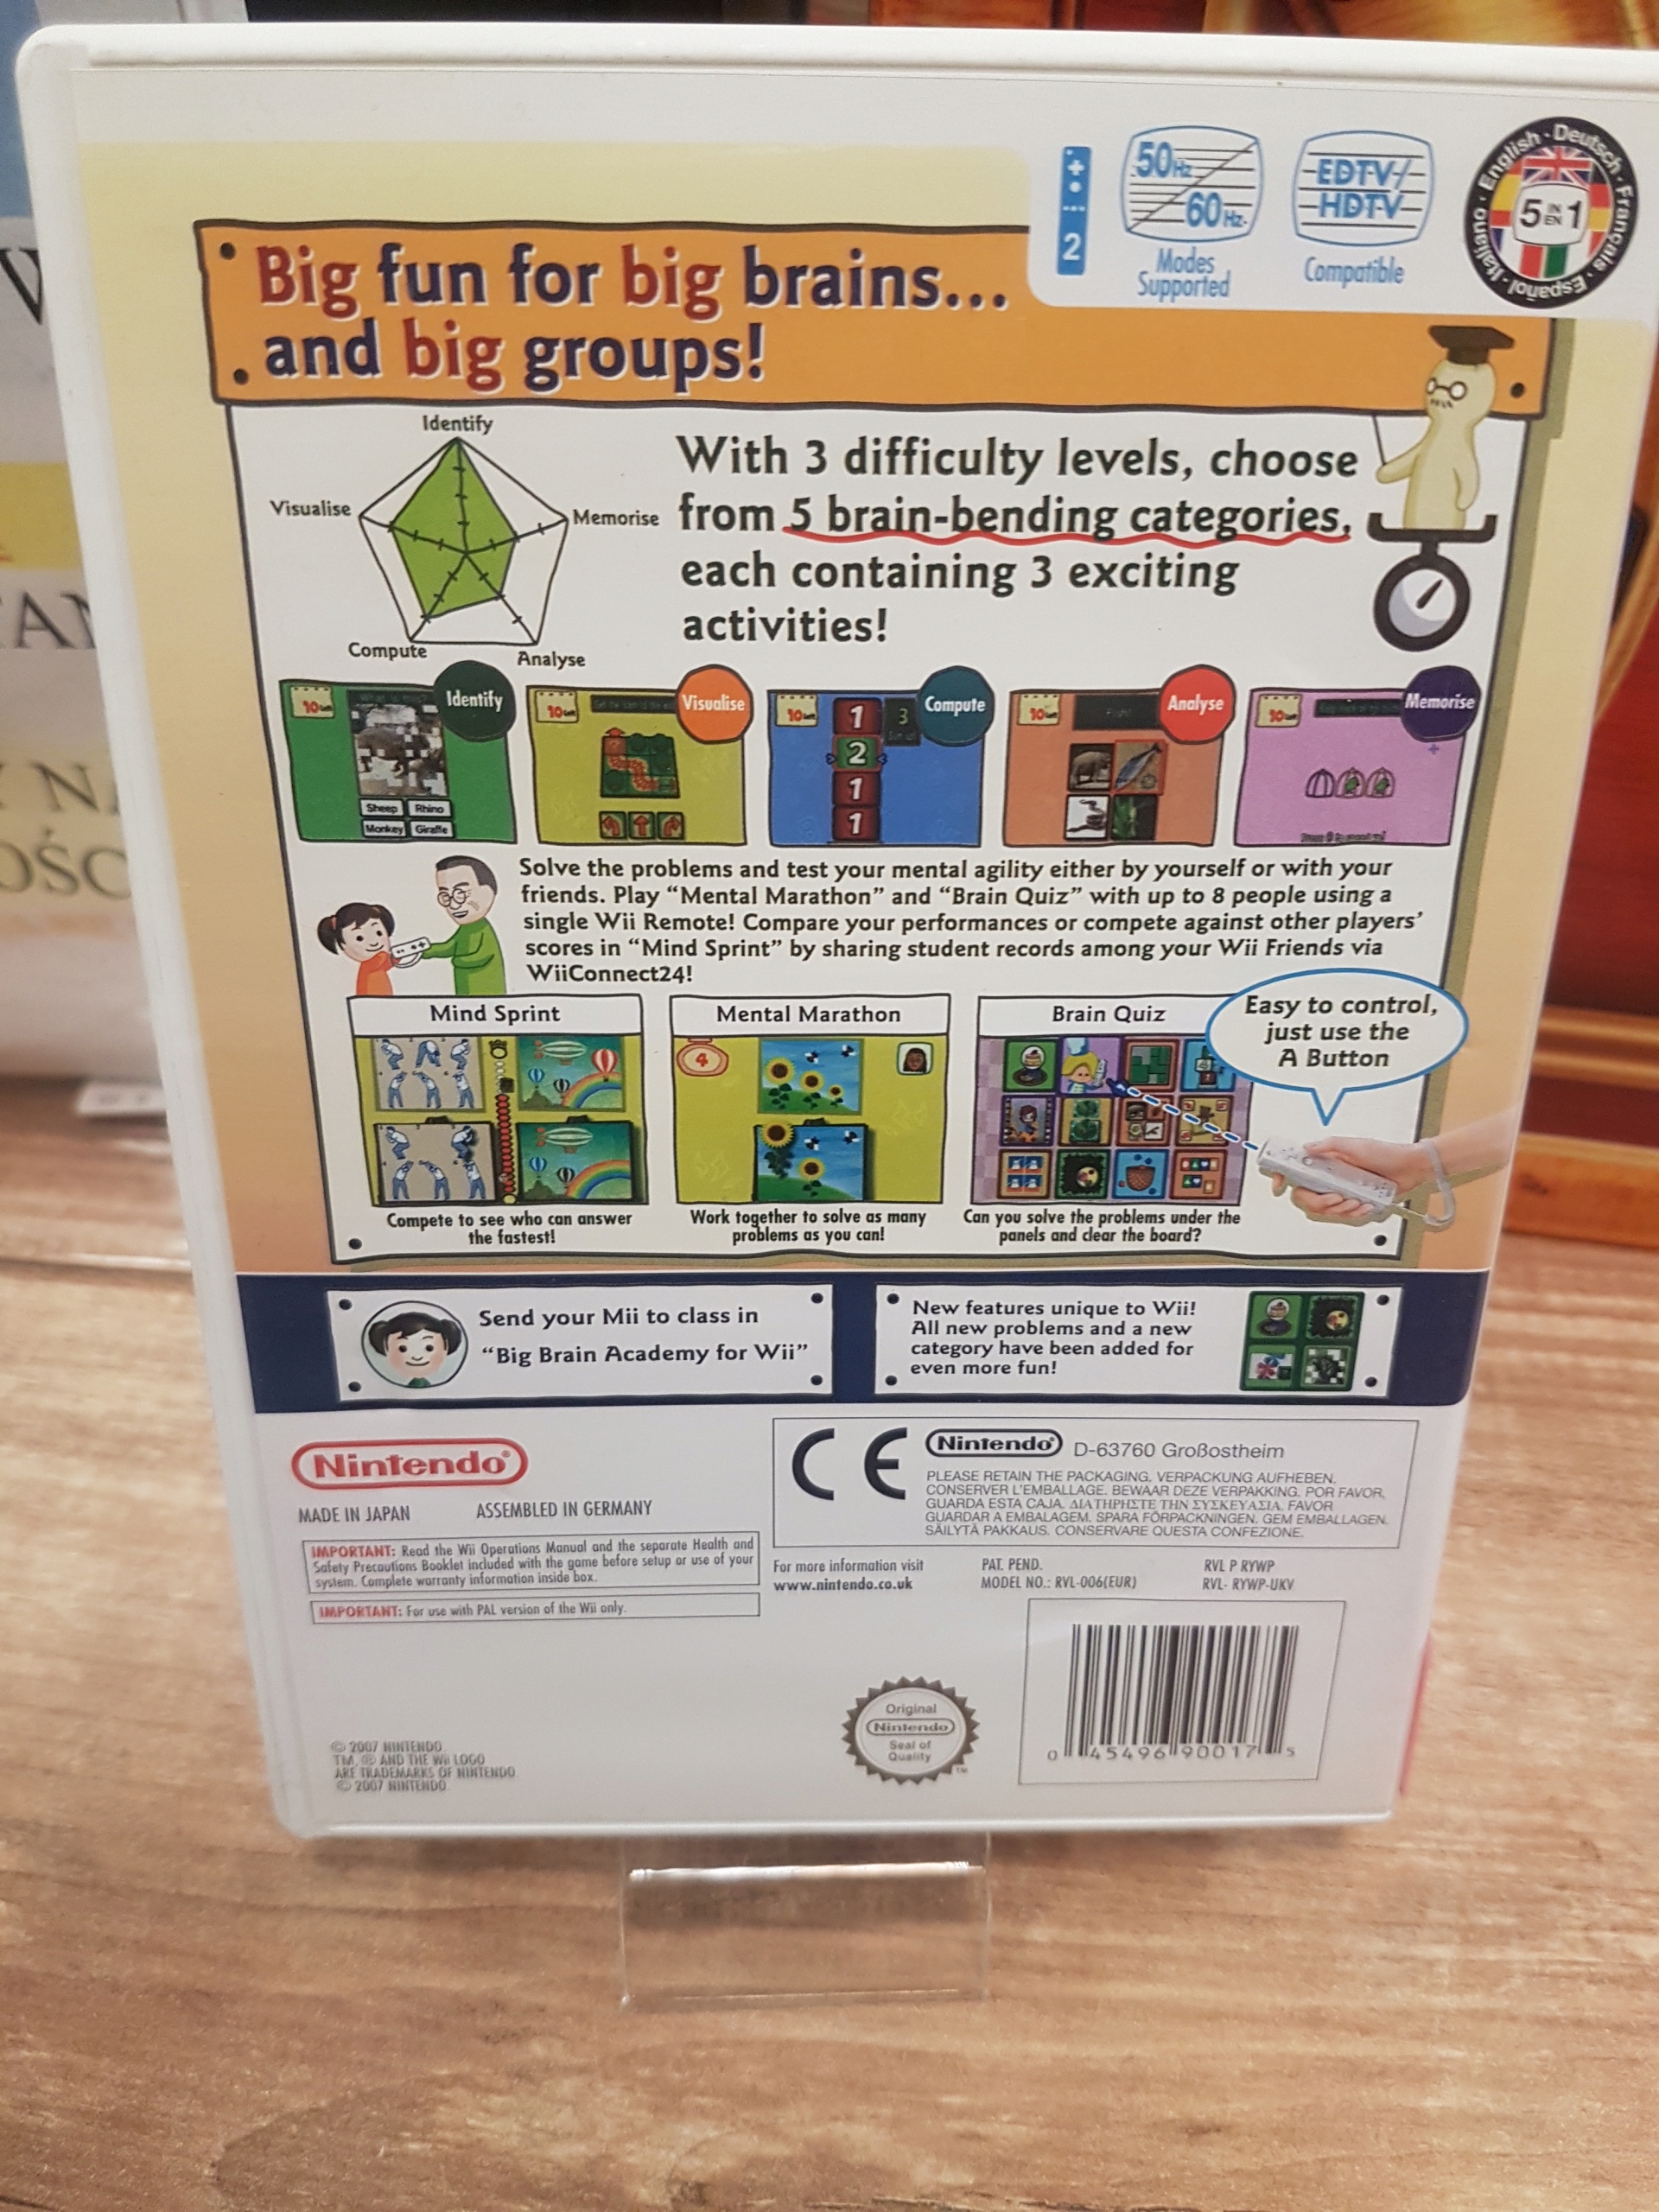 50Hz
60Hz
Modes
Supported
EDTV/
HDTV
Compatible
English · Deutsch · Français · Español · Italiano
5 IN EN 1
2
Big fun for big brains...
and big groups!
Identify
Visualise
Memorise
Compute
Analyse
With 3 difficulty levels, choose
from 5 brain-bending categories,
each containing 3 exciting
activities!
Identify
Visualise
Compute
Analyse
Memorise
Sheep Rhino
Monkey Giraffe
1
2
1
1
3
Solve the problems and test your mental agility either by yourself or with your
friends. Play “Mental Marathon” and “Brain Quiz” with up to 8 people using a
single Wii Remote! Compare your performances or compete against other players’
scores in “Mind Sprint” by sharing student records among your Wii Friends via
WiiConnect24!
Mind Sprint
Mental Marathon
Brain Quiz
Easy to control,
just use the
A Button
4
Compete to see who can answer
the fastest!
Work together to solve as many
problems as you can!
Can you solve the problems under the
panels and clear the board?
Send your Mii to class in
“Big Brain Academy for Wii”
New features unique to Wii!
All new problems and a new
category have been added for
even more fun!
Nintendo®
MADE IN JAPAN ASSEMBLED IN GERMANY
CE
Nintendo® D-63760 Großostheim
PLEASE RETAIN THE PACKAGING. VERPACKUNG AUFHEBEN.
CONSERVER L'EMBALLAGE. BEWAAR DEZE VERPAKKING. POR FAVOR,
GUARDA ESTA CAJA. ΔΙΑΤΗΡΗΣΤΕ ΤΗΝ ΣΥΣΚΕΥΑΣΙΑ. FAVOR
GUARDAR A EMBALAGEM. SPARA FÖRPACKNINGEN. GEM EMBALLAGEN.
SÄILYTÄ PAKKAUS. CONSERVARE QUESTA CONFEZIONE.
IMPORTANT: Read the Wii Operations Manual and the separate Health and
Safety Precautions Booklet included with the game before setup or use of your
system. Complete warranty information inside box.
IMPORTANT: For use with PAL version of the Wii only.
For more information visit
www.nintendo.co.uk
PAT. PEND.
MODEL NO.: RVL-006(EUR)
RVL P RYWP
RVL- RYWP-UKV
Original
Nintendo
Seal of
Quality
TM
0 45496 90017 5
© 2007 NINTENDO.
TM, ® AND THE Wii LOGO
ARE TRADEMARKS OF NINTENDO.
© 2007 NINTENDO.